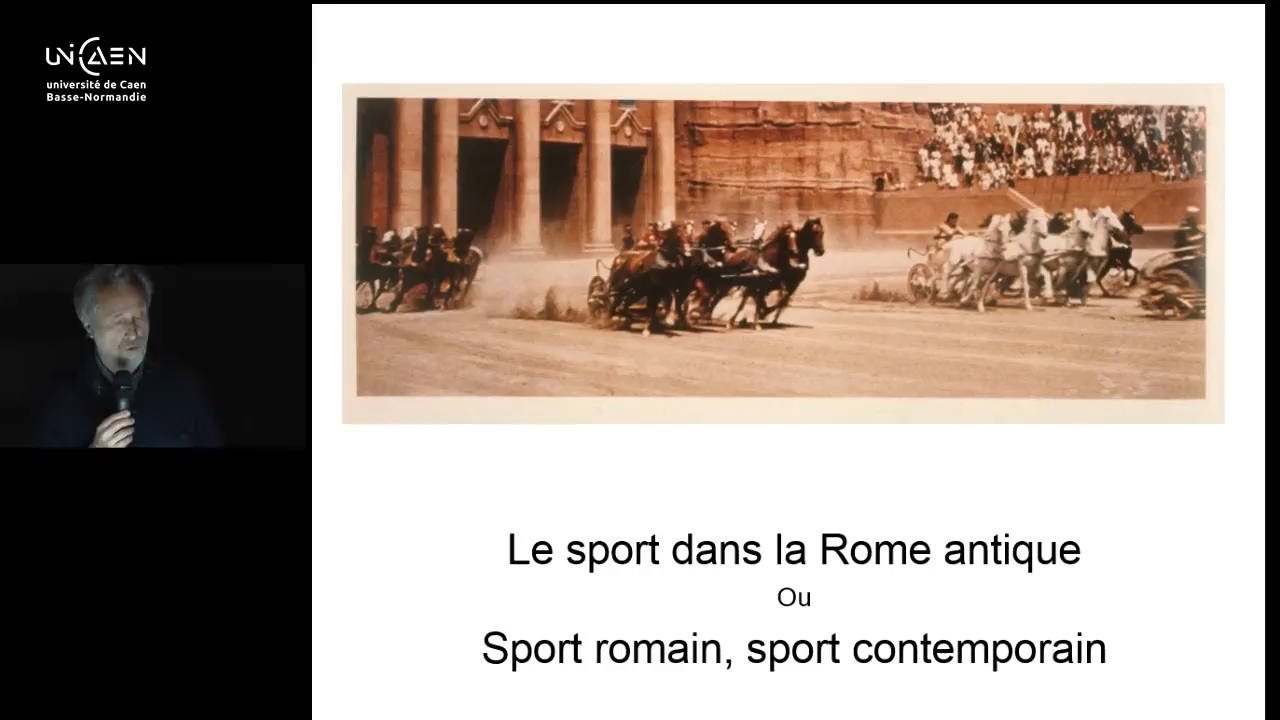 UNICAEN
université de Caen
Basse-Normandie
Le sport dans la Rome antique
Ou
Sport romain, sport contemporain